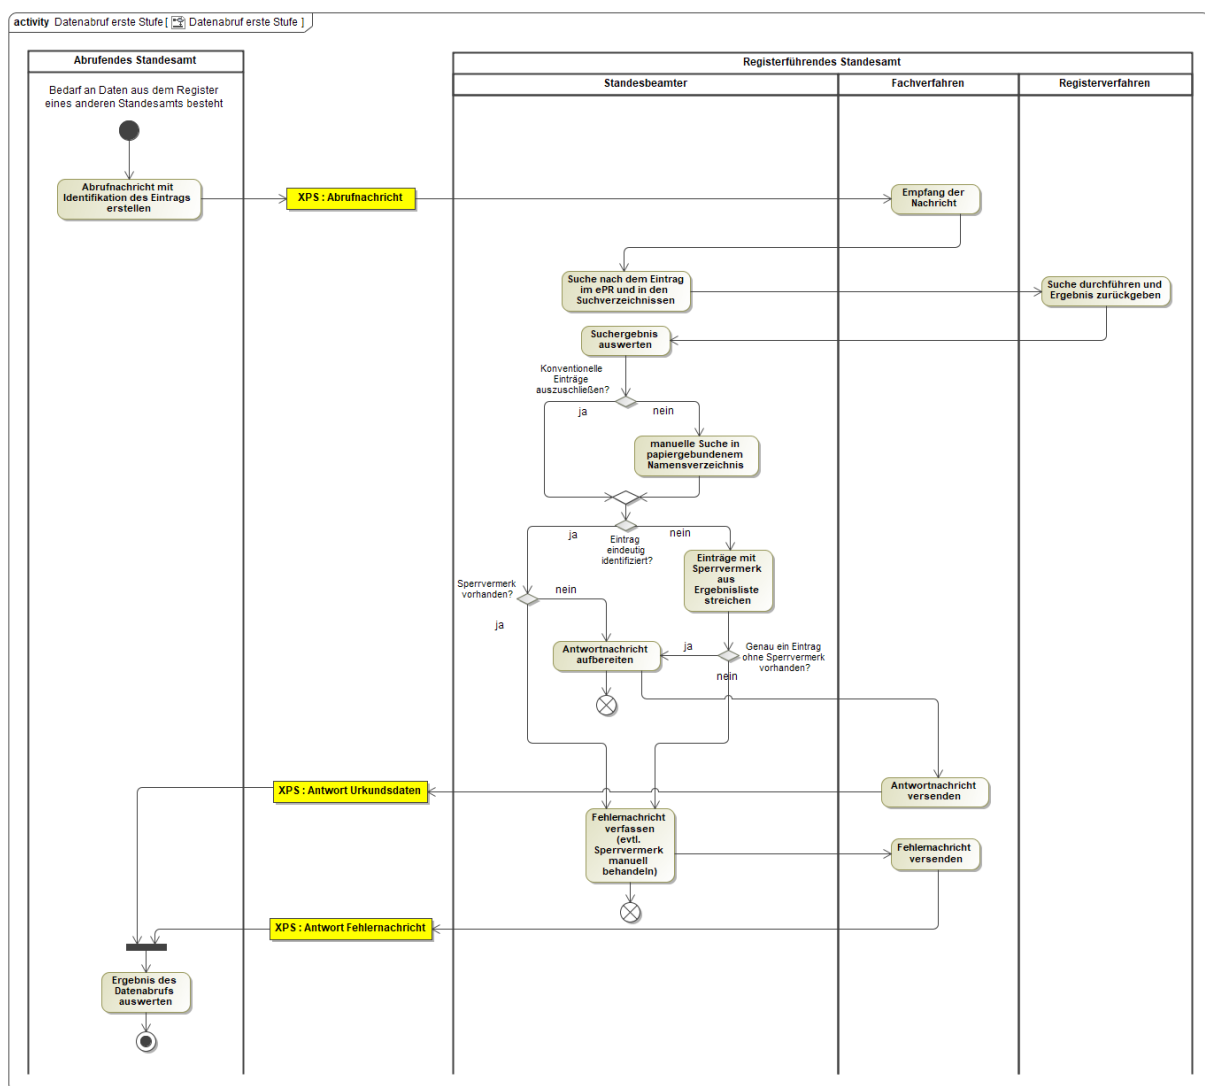 activity Datenabruf erste Stufe [ Datenabruf erste Stufe ]
Abrufendes Standesamt
Registerführendes Standesamt
Standesbeamter
Fachverfahren
Registerverfahren
Bedarf an Daten aus dem Register
eines anderen Standesamts besteht
Abrufnachricht mit
Identifikation des Eintrags
erstellen
XPS : Abrufnachricht
Empfang der
Nachricht
Suche nach dem Eintrag
im ePR und in den
Suchverzeichnissen
Suche durchführen und
Ergebnis zurückgeben
Suchergebnis
auswerten
Konventionelle
Einträge
auszuschließen?
ja
nein
manuelle Suche in
papiergebundenem
Namensverzeichnis
ja
Eintrag
eindeutig
identifiziert?
nein
Einträge mit
Sperrvermerk
aus
Ergebnisliste
streichen
Sperrvermerk
vorhanden?
nein
ja
Antwortnachricht
aufbereiten
ja
Genau ein Eintrag
ohne Sperrvermerk
vorhanden?
nein
XPS : Antwort Urkundsdaten
Antwortnachricht
versenden
Fehlernachricht
verfassen
(evtl.
Sperrvermerk
manuell
behandeln)
Fehlernachricht
versenden
XPS : Antwort Fehlernachricht
Ergebnis des
Datenabrufs
auswerten